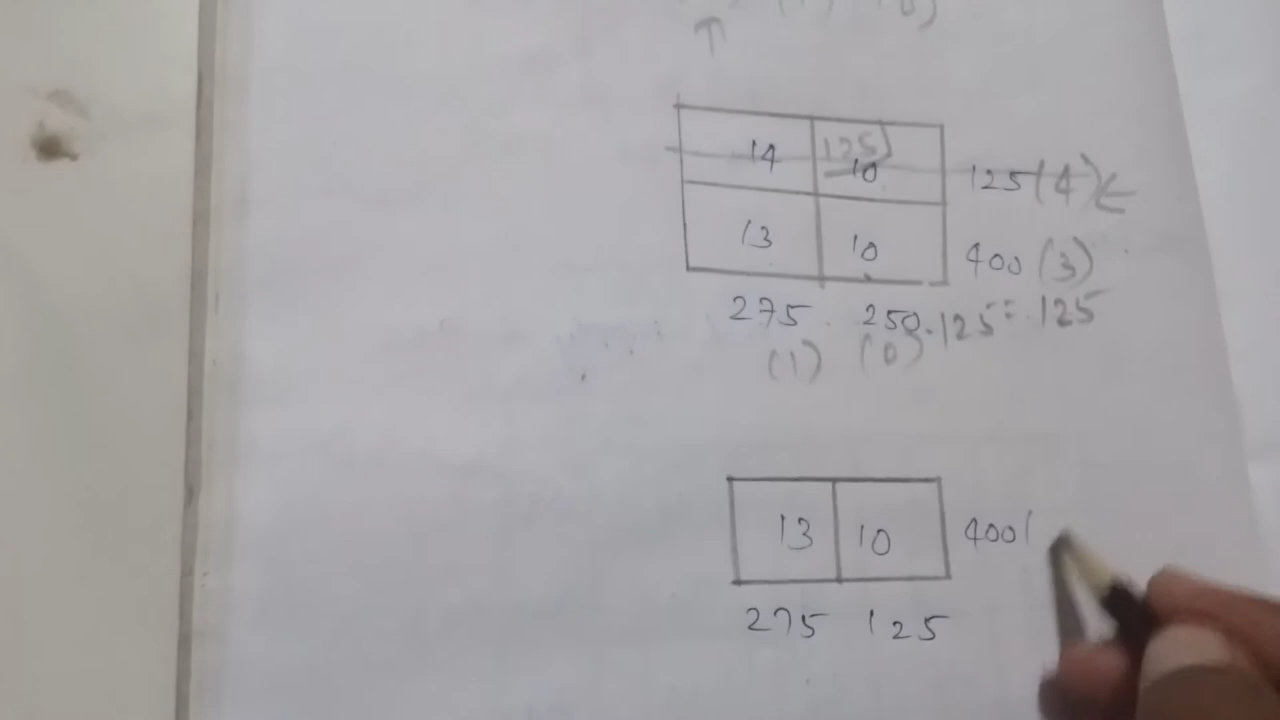 14 125) 10 125(4)←
13 10 400 (3)
275 250-125=125
(1) (0)
13 10 400(
275 125